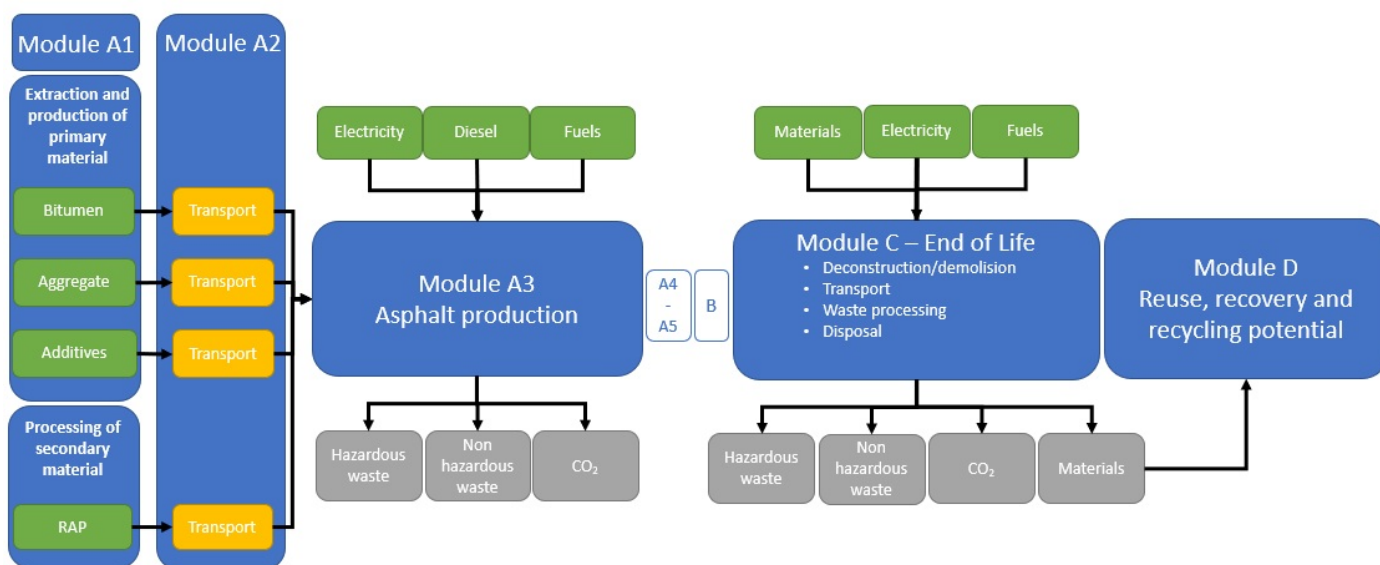 Module A1
Extraction and
production of
primary
material
Bitumen
Aggregate
Additives
Processing of
secondary
material
RAP
Module A2
Transport
Transport
Transport
Transport
Electricity
Diesel
Fuels
Module A3
Asphalt production
Hazardous
waste
Non
hazardous
waste
CO₂
A4
-
A5
B
Materials
Electricity
Fuels
Module C – End of Life
• Deconstruction/demolision
• Transport
• Waste processing
• Disposal
Hazardous
waste
Non
hazardous
waste
CO₂
Materials
Module D
Reuse, recovery and
recycling potential